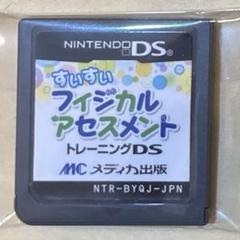 NINTENDO DS
すいすい
フィジカル
アセスメント
トレーニングDS
MC メディカ出版
NTR-BYQJ-JPN